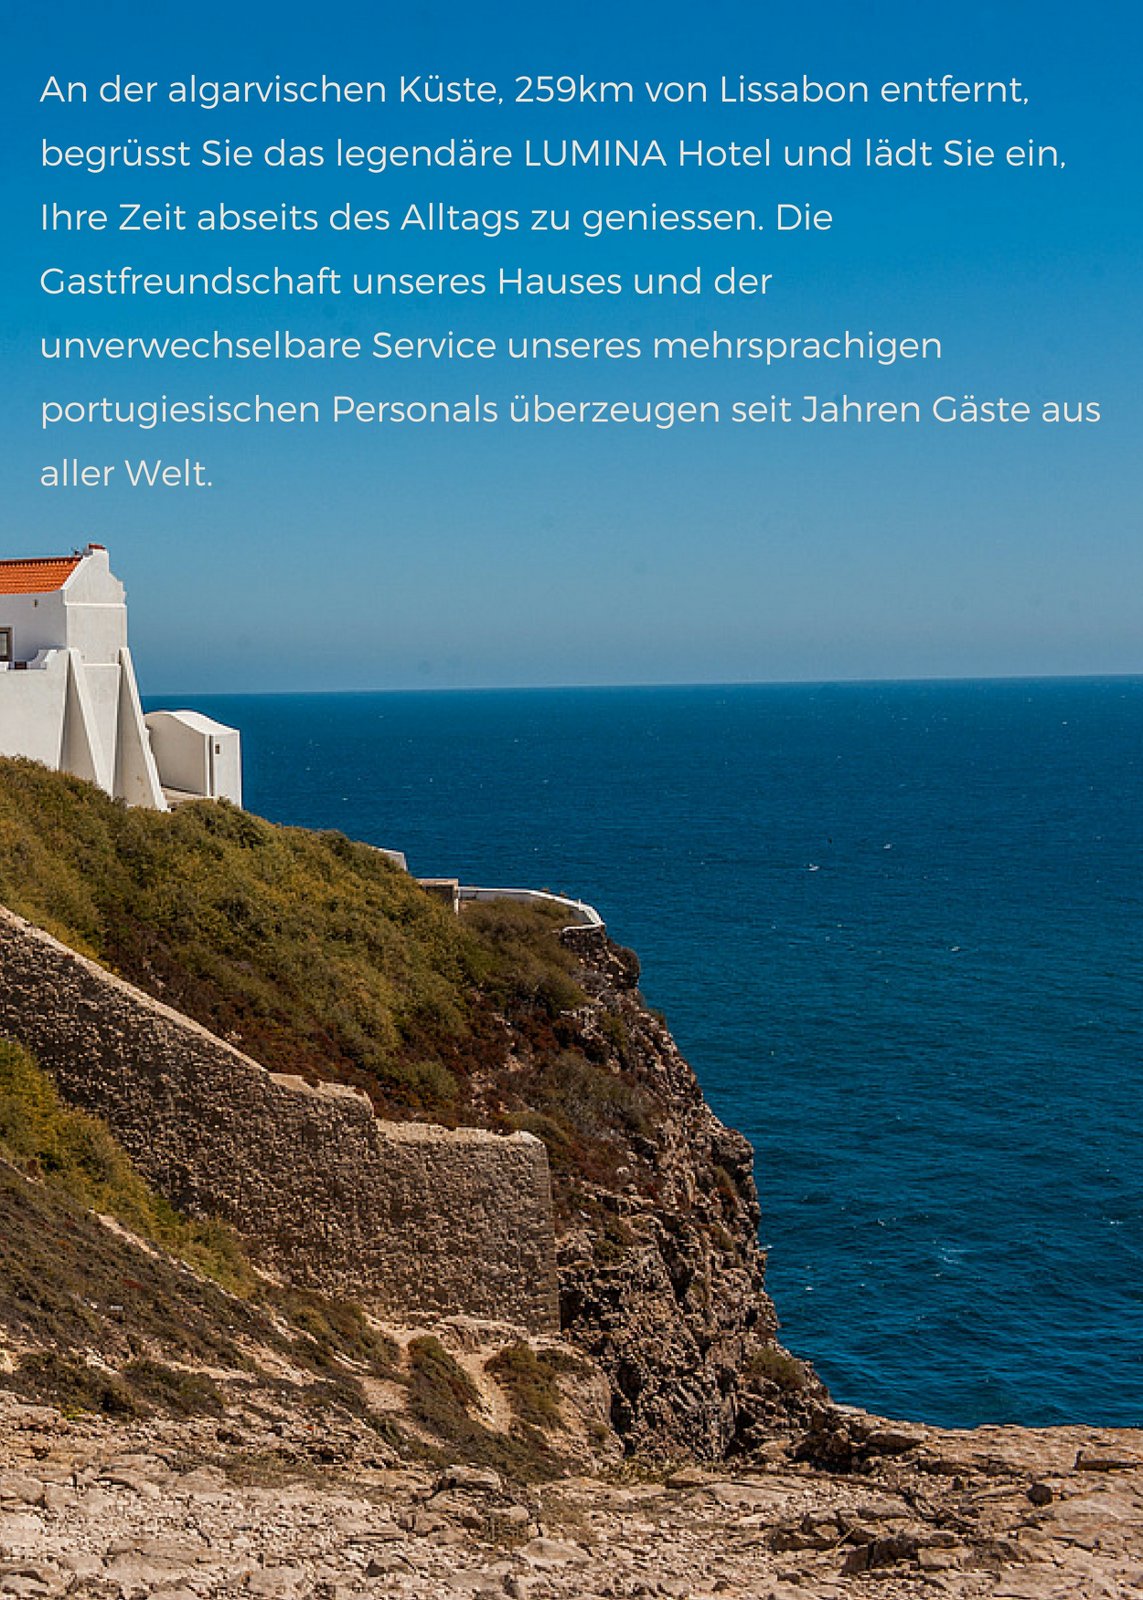 An der algarvischen Küste, 259km von Lissabon entfernt,
begrüsst Sie das legendäre LUMINA Hotel und lädt Sie ein,
Ihre Zeit abseits des Alltags zu geniessen. Die
Gastfreundschaft unseres Hauses und der
unverwechselbare Service unseres mehrsprachigen
portugiesischen Personals überzeugen seit Jahren Gäste aus
aller Welt.